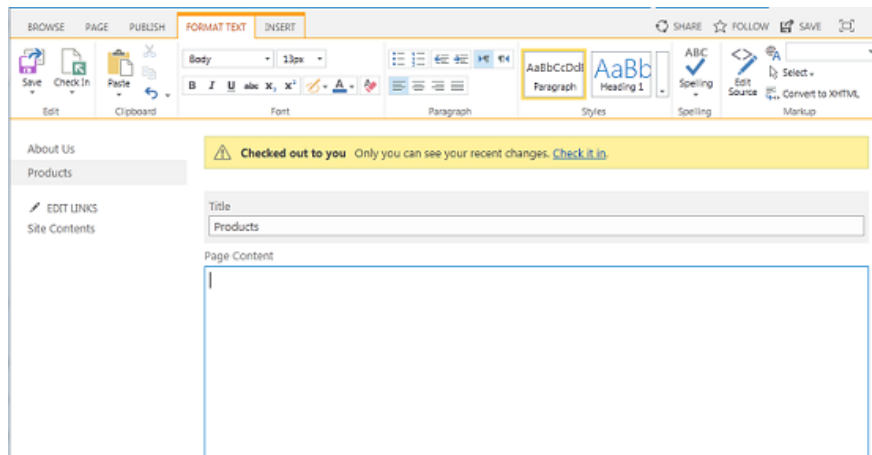 BROWSE PAGE PUBLISH FORMAT TEXT INSERT SHARE FOLLOW SAVE
Body 13px ABC
AaBbCcDdI AaBb
Save Check In Paste Paragraph Heading 1 Spelling Edit Source Select
B I U abc X, X² A Convert to XHTML
Edit Clipboard Font Paragraph Styles Spelling Markup
About Us
Checked out to you Only you can see your recent changes. Check it in.
Products
EDIT LINKS
Title
Site Contents
Products
Page Content